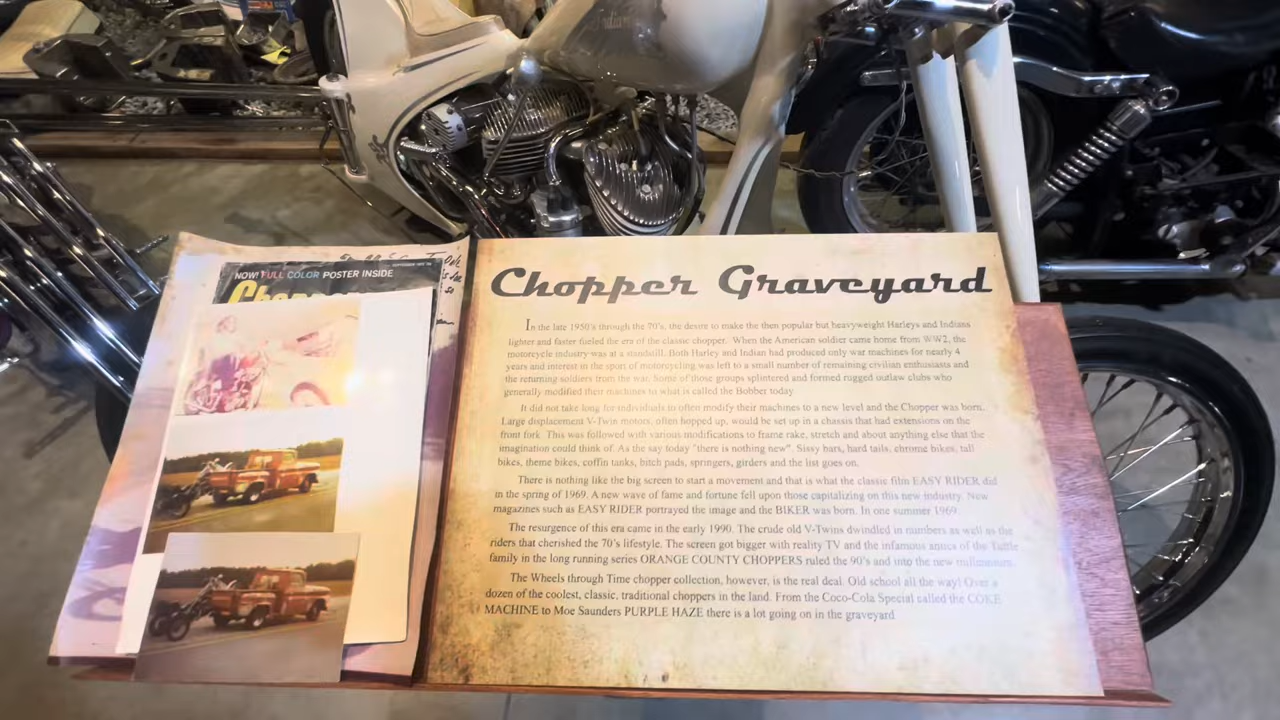 Indian
NOW! FULL COLOR POSTER INSIDE
Chopper
Chopper Graveyard
In the late 1950's through the 70's, the desire to make the then popular but heavyweight Harleys and Indians
lighter and faster fueled the era of the classic chopper. When the American soldier came home from WW2, the
motorcycle industry was at a standstill. Both Harley and Indian had produced only war machines for nearly 4
years and interest in the sport of motorcycling was left to a small number of remaining civilian enthusiasts and
the returning soldiers from the war. Some of those groups splintered and formed rugged outlaw clubs who
generally modified their machines to what is called the Bobber today.
It did not take long for individuals to often modify their machines to a new level and the Chopper was born.
Large displacement V-Twin motors, often hopped up, would be set up in a chassis that had extensions on the
front fork. This was followed with various modifications to frame rake, stretch and about anything else that the
imagination could think of. As the say today "there is nothing new". Sissy bars, hard tails, chrome bikes, tall
bikes, theme bikes, coffin tanks, bitch pads, springers, girders and the list goes on.
There is nothing like the big screen to start a movement and that is what the classic film EASY RIDER did
in the spring of 1969. A new wave of fame and fortune fell upon those capitalizing on this new industry. New
magazines such as EASY RIDER portrayed the image and the BIKER was born. In one summer 1969.
The resurgence of this era came in the early 1990. The crude old V-Twins dwindled in numbers as well as the
riders that cherished the 70's lifestyle. The screen got bigger with reality TV and the infamous antics of the Tuttle
family in the long running series ORANGE COUNTY CHOPPERS ruled the 90's and into the new millennium.
The Wheels through Time chopper collection, however, is the real deal. Old school all the way! Over a
dozen of the coolest, classic, traditional choppers in the land. From the Coco-Cola Special called the COKE
MACHINE to Moe Saunders PURPLE HAZE there is a lot going on in the graveyard